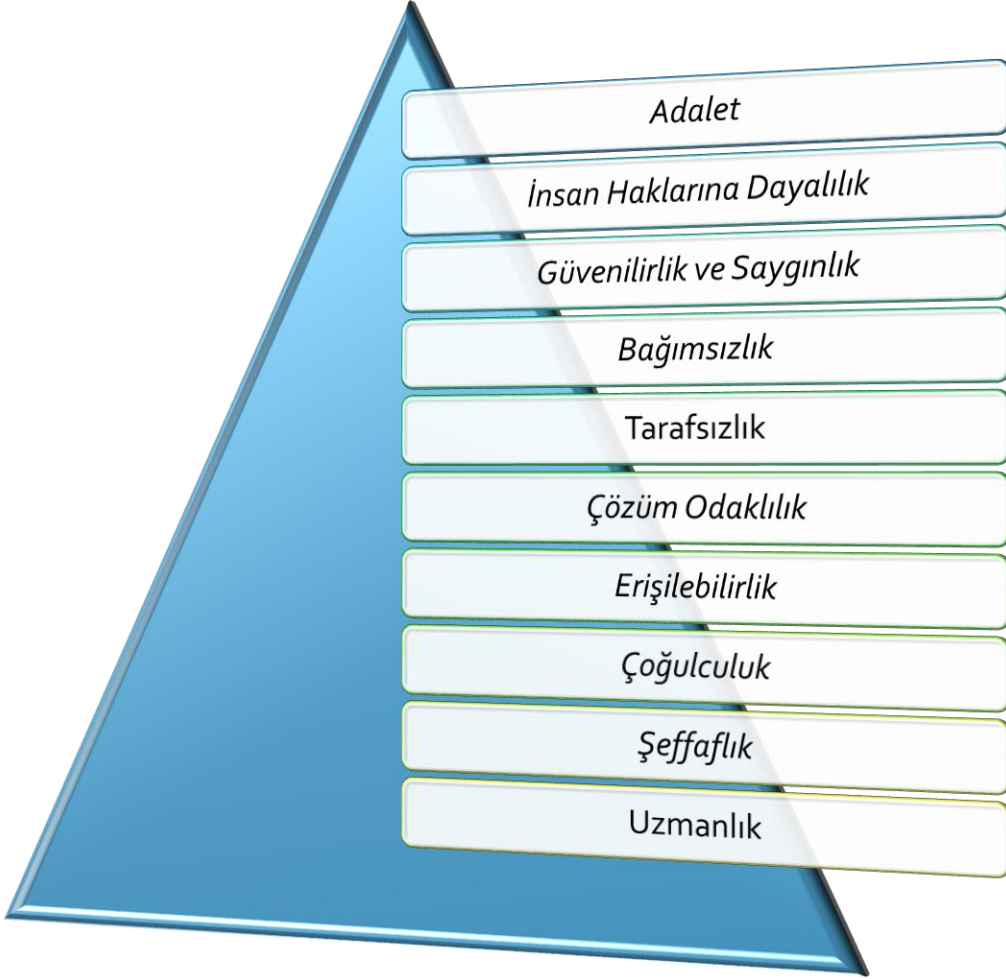 Adalet
İnsan Haklarına Dayalılık
Güvenilirlik ve Saygınlık
Bağımsızlık
Tarafsızlık
Çözüm Odaklılık
Erişilebilirlik
Çoğulculuk
Şeffaflık
Uzmanlık